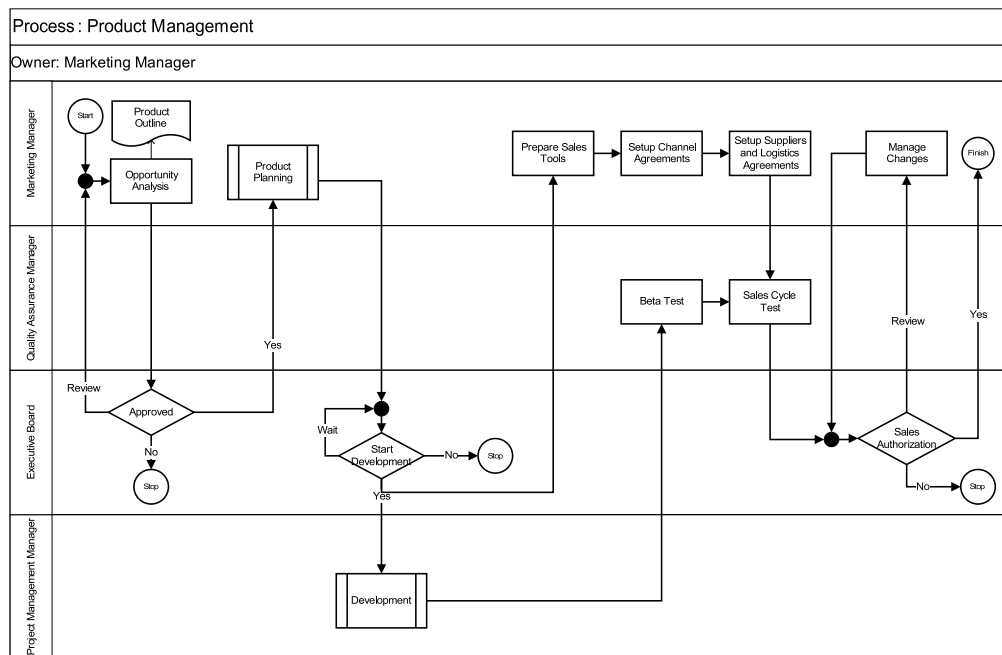 Process : Product Management
Owner: Marketing Manager
Marketing Manager
Start
Product
Outline
Opportunity
Analysis
Product
Planning
Prepare Sales
Tools
Setup Channel
Agreements
Setup Suppliers
and Logistics
Agreements
Manage
Changes
Finish
Quality Assurance Manager
Beta Test
Sales Cycle
Test
Yes
Review
Yes
Executive Board
Review
Approved
No
Stop
Wait
Start
Development
No
Stop
Yes
Sales
Authorization
No
Stop
Project Management Manager
Development